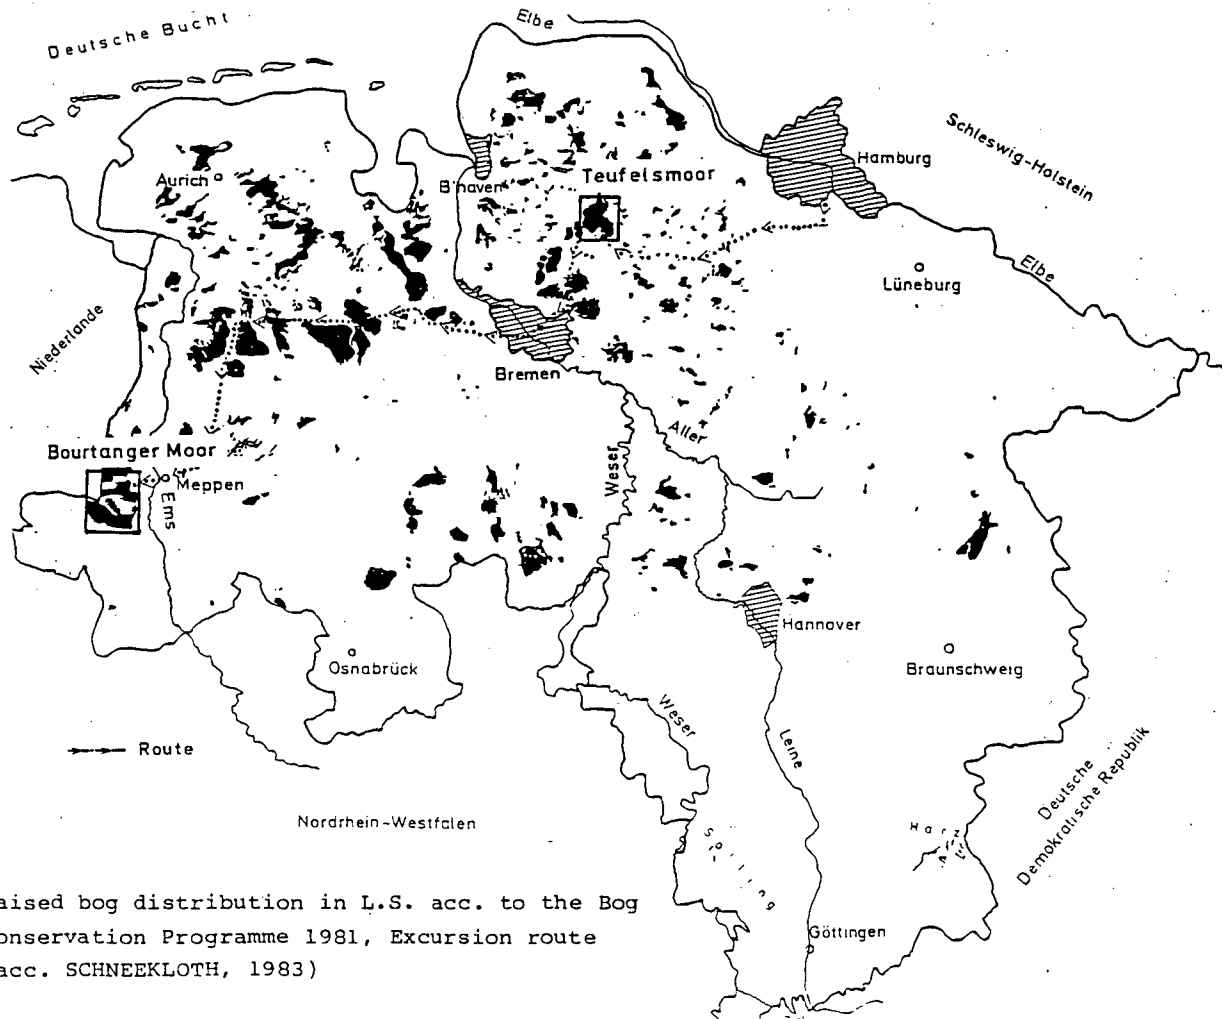 Deutsche Bucht
Elbe
Schleswig-Holstein
Hamburg
Aurich
B'haven
Teufelsmoor
Lüneburg
Elbe
Niederlande
Bremen
Aller
Weser
Bourtanger Moor
Meppen
Ems
Hannover
Osnabrück
Braunschweig
Weser
Leine
Route
Deutsche
Demokratische Republik
Nordrhein-Westfalen
Harz
Göttingen
aised bog distribution in L.S. acc. to the Bog
onservation Programme 1981, Excursion route
acc. SCHNEEKLOTH, 1983)